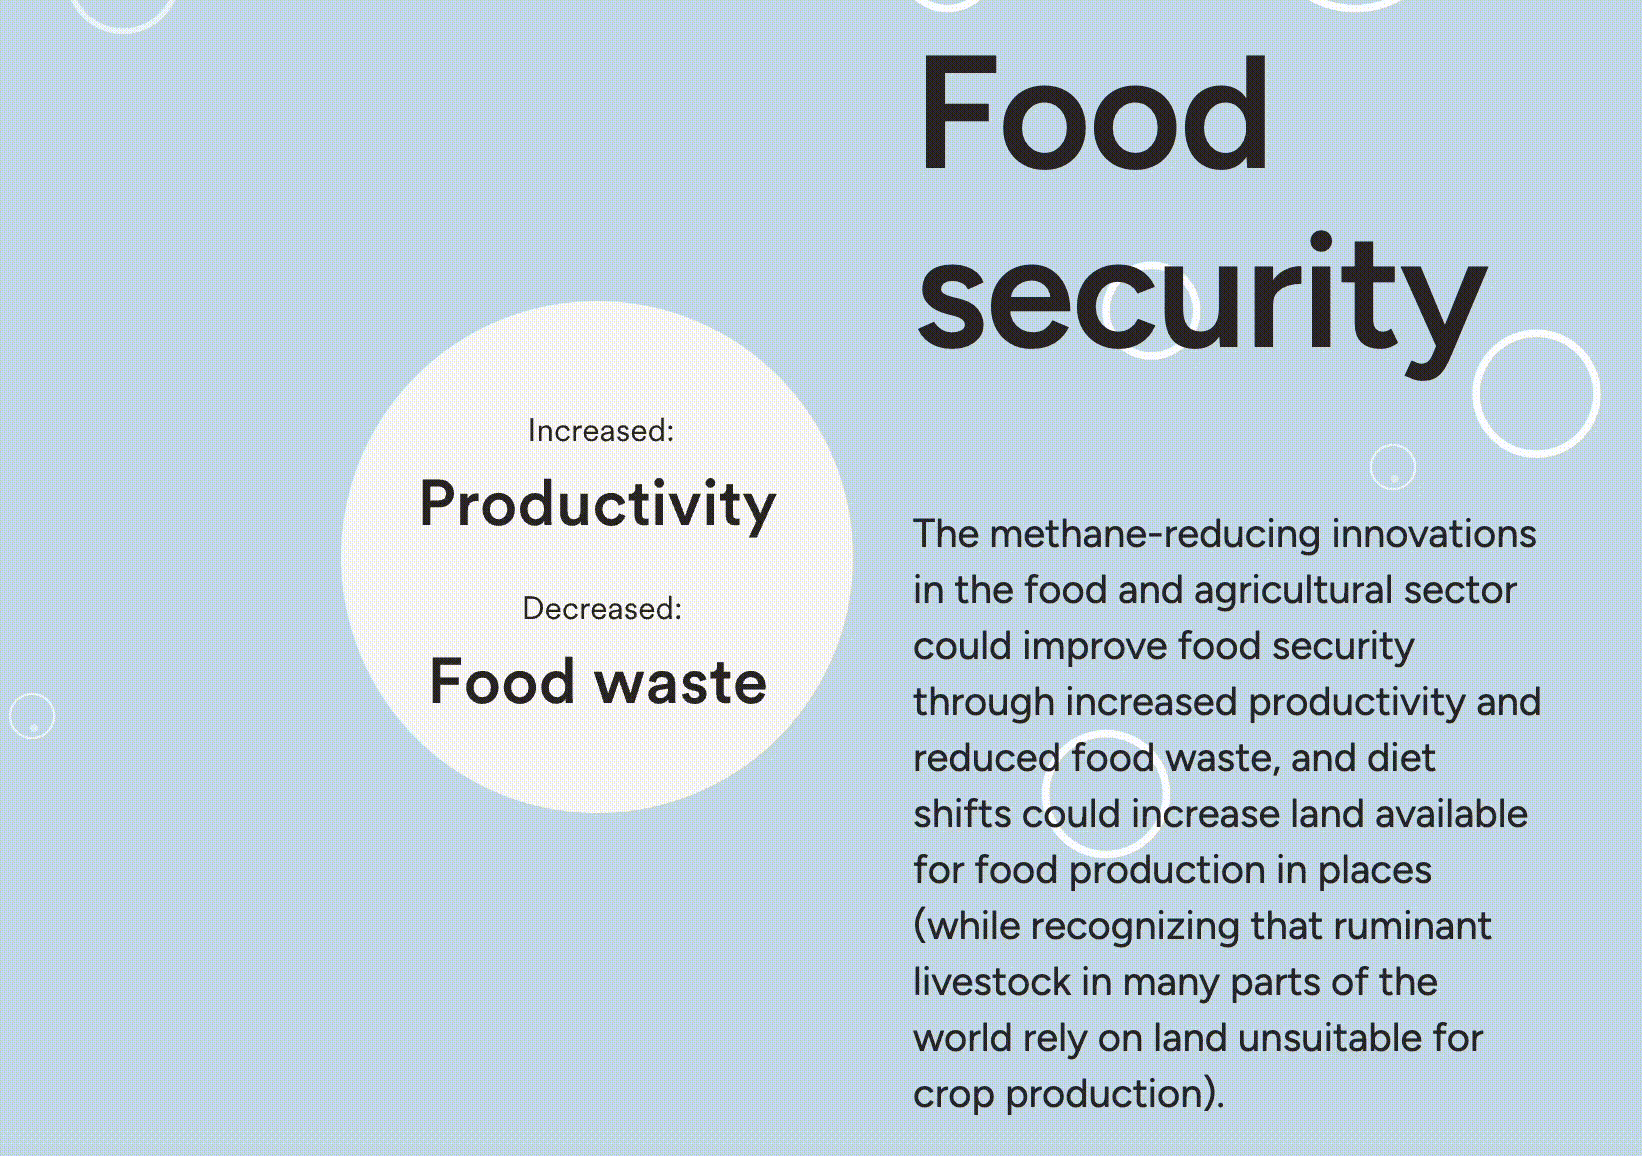 Food
security
Increased:
Productivity
Decreased:
Food waste
The methane-reducing innovations
in the food and agricultural sector
could improve food security
through increased productivity and
reduced food waste, and diet
shifts could increase land available
for food production in places
(while recognizing that ruminant
livestock in many parts of the
world rely on land unsuitable for
crop production).